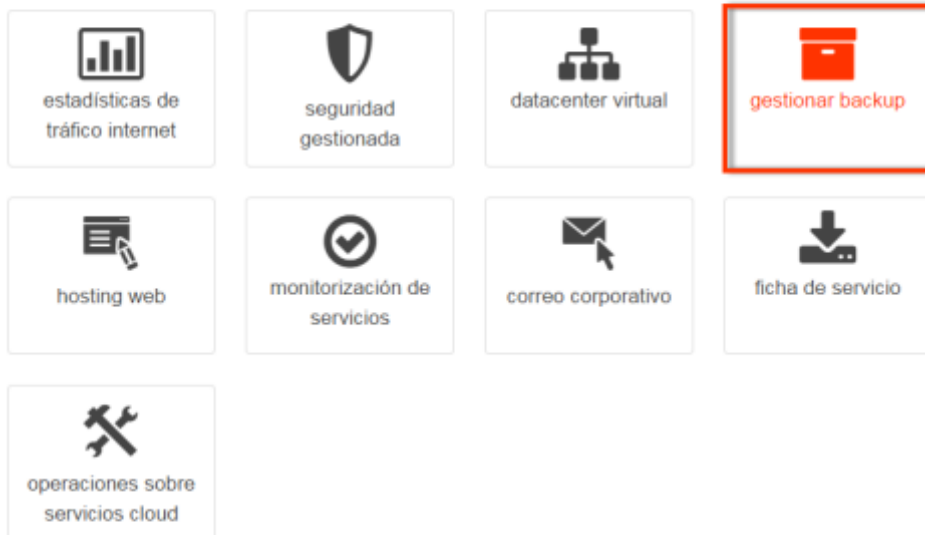 estadísticas de
tráfico internet
seguridad
gestionada
datacenter virtual
gestionar backup
hosting web
monitorización de
servicios
correo corporativo
ficha de servicio
operaciones sobre
servicios cloud